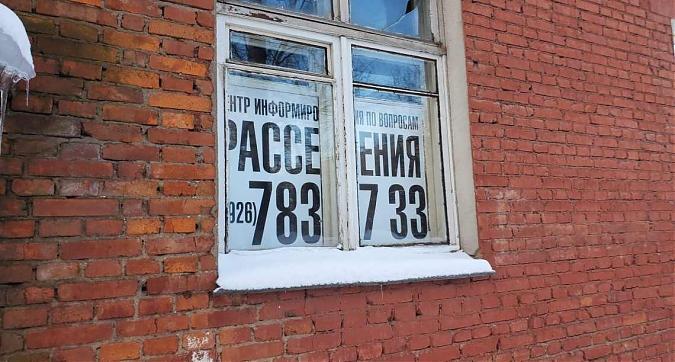 ЕНТР ИНФОРМИРО ИЯ ПО ВОПРОСАМ
РАССЕ ЕНИЯ
(926) 783 7 33